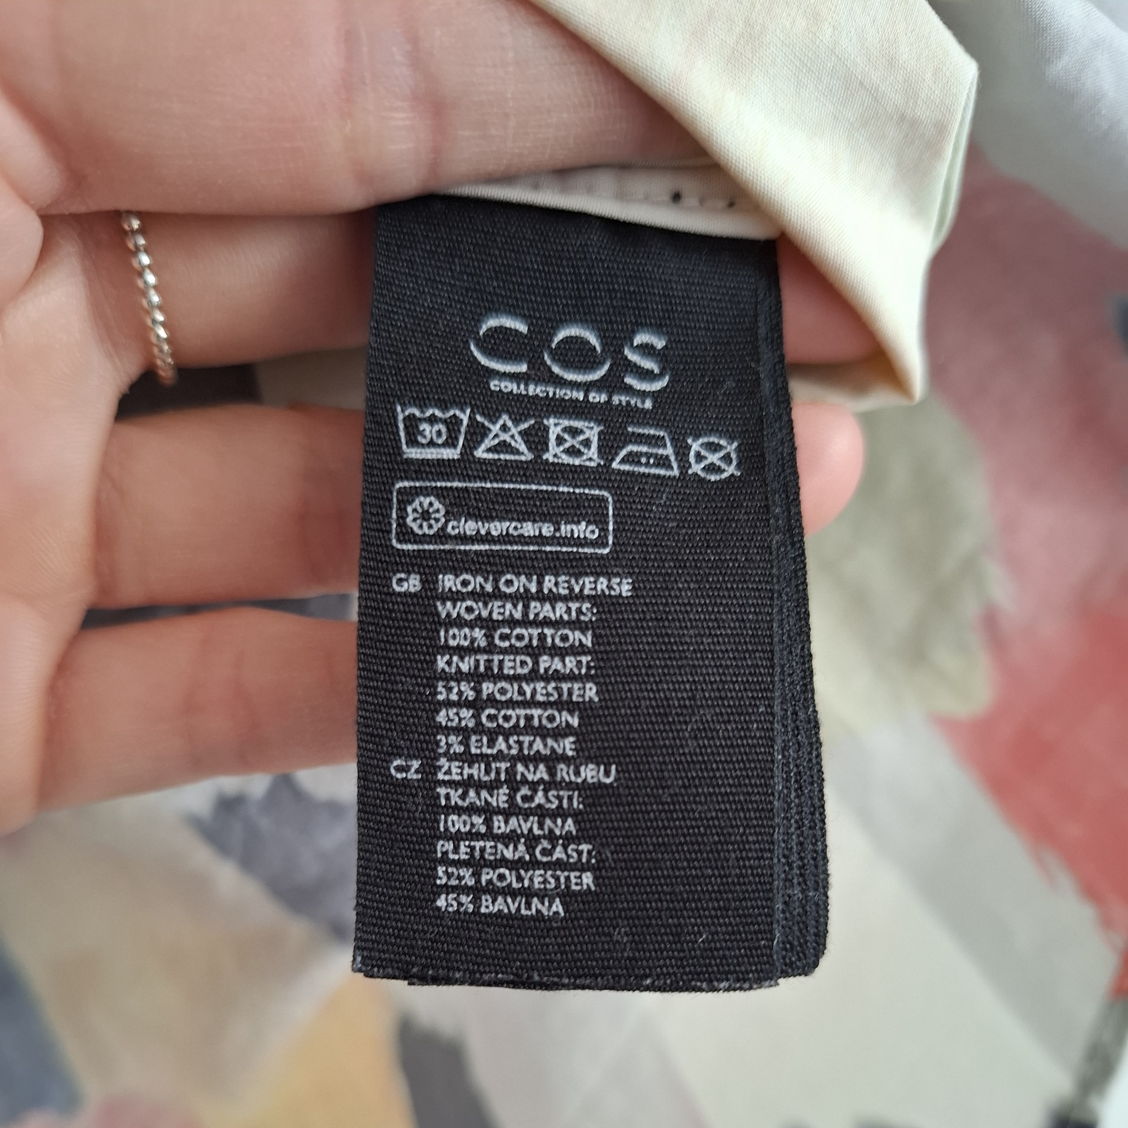 COS
COLLECTION OF STYLE
30
clevercare.info
GB IRON ON REVERSE
WOVEN PARTS:
100% COTTON
KNITTED PART:
52% POLYESTER
45% COTTON
3% ELASTANE
CZ ŽEHLIT NA RUBU
TKANÉ ČÁSTI:
100% BAVLNA
PLETENÁ ČÁST:
52% POLYESTER
45% BAVLNA